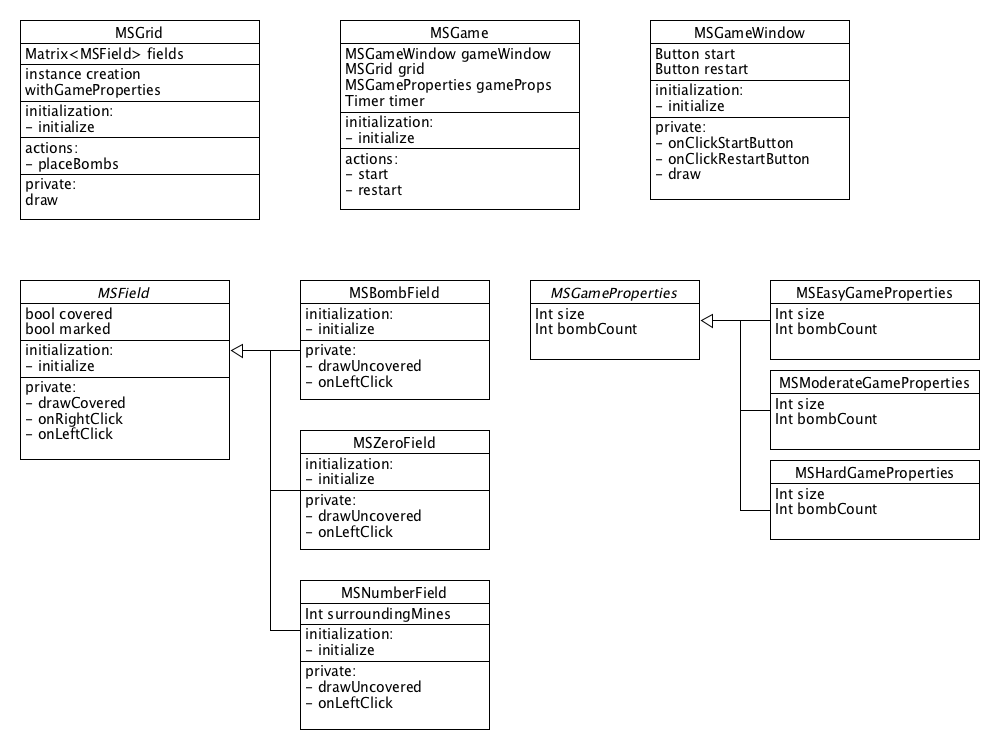 MSGrid
Matrix<MSField> fields
instance creation
withGameProperties
initialization:
– initialize
actions:
– placeBombs
private:
draw
MSGame
MSGameWindow gameWindow
MSGrid grid
MSGameProperties gameProps
Timer timer
initialization:
– initialize
actions:
– start
– restart
MSGameWindow
Button start
Button restart
initialization:
– initialize
private:
– onClickStartButton
– onClickRestartButton
– draw
MSField
bool covered
bool marked
initialization:
– initialize
private:
– drawCovered
– onRightClick
– onLeftClick
MSBombField
initialization:
– initialize
private:
– drawUncovered
– onLeftClick
MSZeroField
initialization:
– initialize
private:
– drawUncovered
– onLeftClick
MSNumberField
Int surroundingMines
initialization:
– initialize
private:
– drawUncovered
– onLeftClick
MSGameProperties
Int size
Int bombCount
MSEasyGameProperties
Int size
Int bombCount
MSModerateGameProperties
Int size
Int bombCount
MSHardGameProperties
Int size
Int bombCount